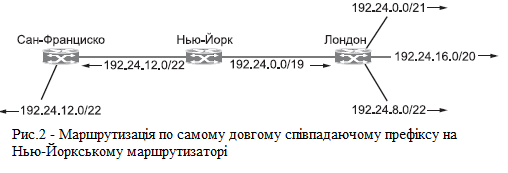 192.24.0.0/21
Сан-Франциско
Нью-Йорк
Лондон
192.24.12.0/22
192.24.0.0/19
192.24.16.0/20
192.24.12.0/22
192.24.8.0/22
Рис.2 - Маршрутизація по самому довгому співпадаючому префіксу на
Нью-Йоркському маршрутизаторі